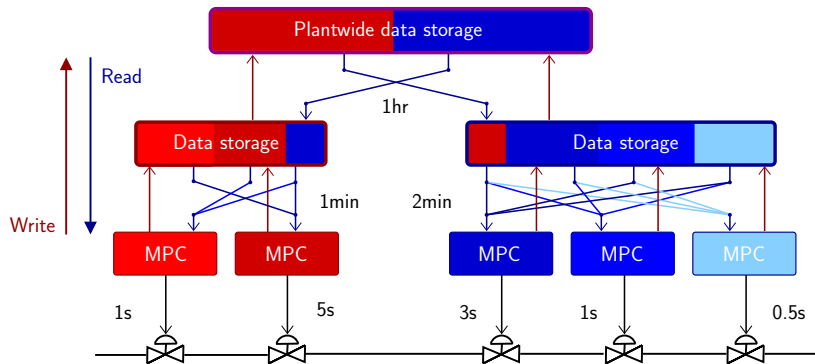 Plantwide data storage
Read
1hr
Data storage
Data storage
1min
2min
Write
MPC
MPC
MPC
MPC
MPC
1s
5s
3s
1s
0.5s